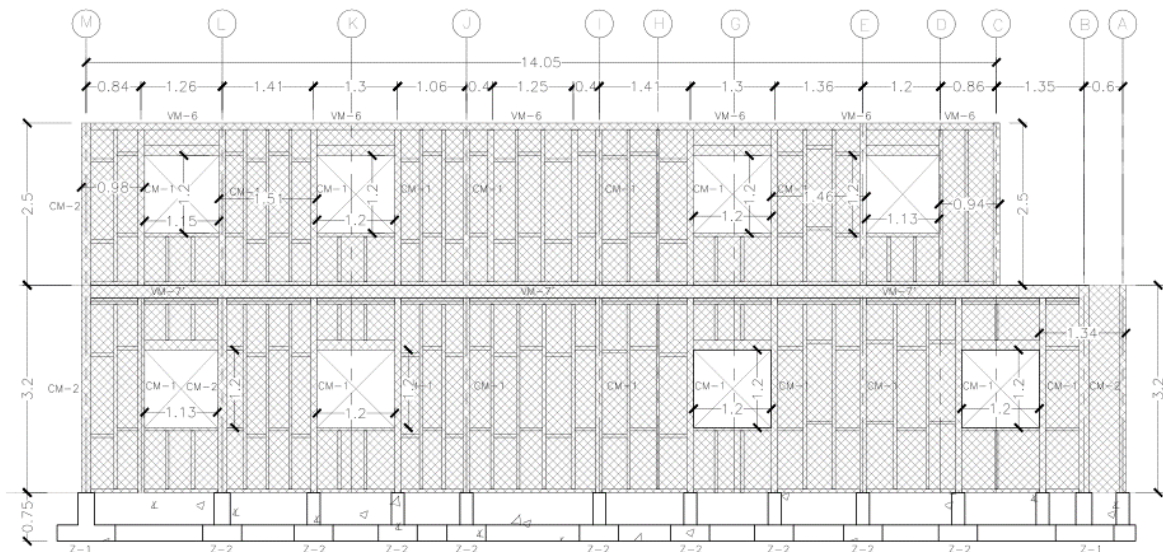 M L K J I H G E D C B A
14.05
0.84 1.26 1.41 1.3 1.06 0.4 1.25 0.4 1.41 1.3 1.36 1.2 0.86 1.35 0.6
VM-6 VM-6 VM-6 VM-6 VM-6 VM-6
2.5 1.2 1.2 1.2 1.2 2.5
CM-2 0.98 CM-1 CM-1 1.51 CM-1 CM-1 CM-1 CM-1 CM-1 CM-1 1.46 0.94
1.15 1.2 1.2 1.13
VM-7' VM-7' VM-7'
1.34
3.2 1.2 1.2 1.2 1.2 3.2
CM-2 CM-1 CM-2 CM-1 CM-1 CM-1 CM-1 CM-1 CM-1 CM-1 CM-2
1.13 1.2 1.2 1.2
0.75
Z-1 Z-2 Z-2 Z-2 Z-2 Z-2 Z-2 Z-2 Z-2 Z-2 Z-1